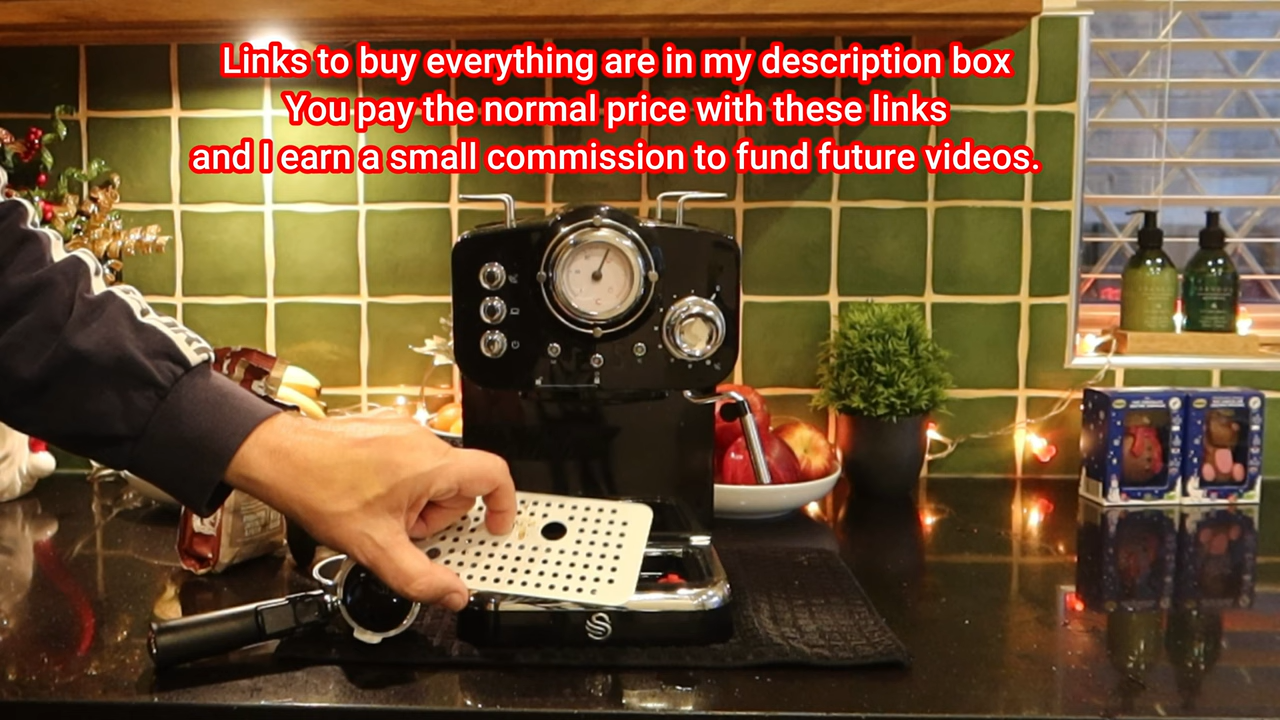 Links to buy everything are in my description box
You pay the normal price with these links
and I earn a small commission to fund future videos.